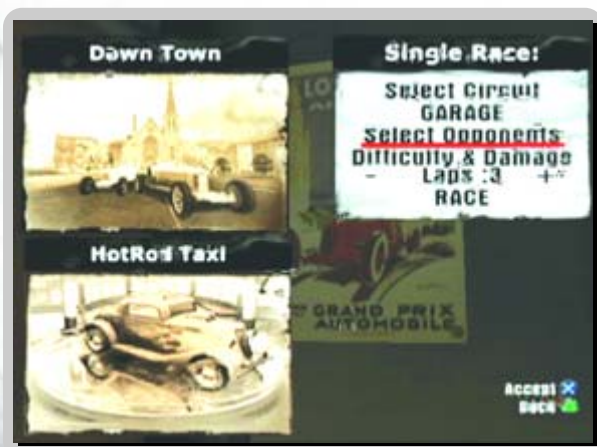 Dawn Town
HotRod Taxi
Single Race:
Select Circuit
GARAGE
Select Opponents
Difficulty & Damage
- Laps :3 +
RACE
LO
GRAND PRIX
AUTOMOBILE
Accept
Back